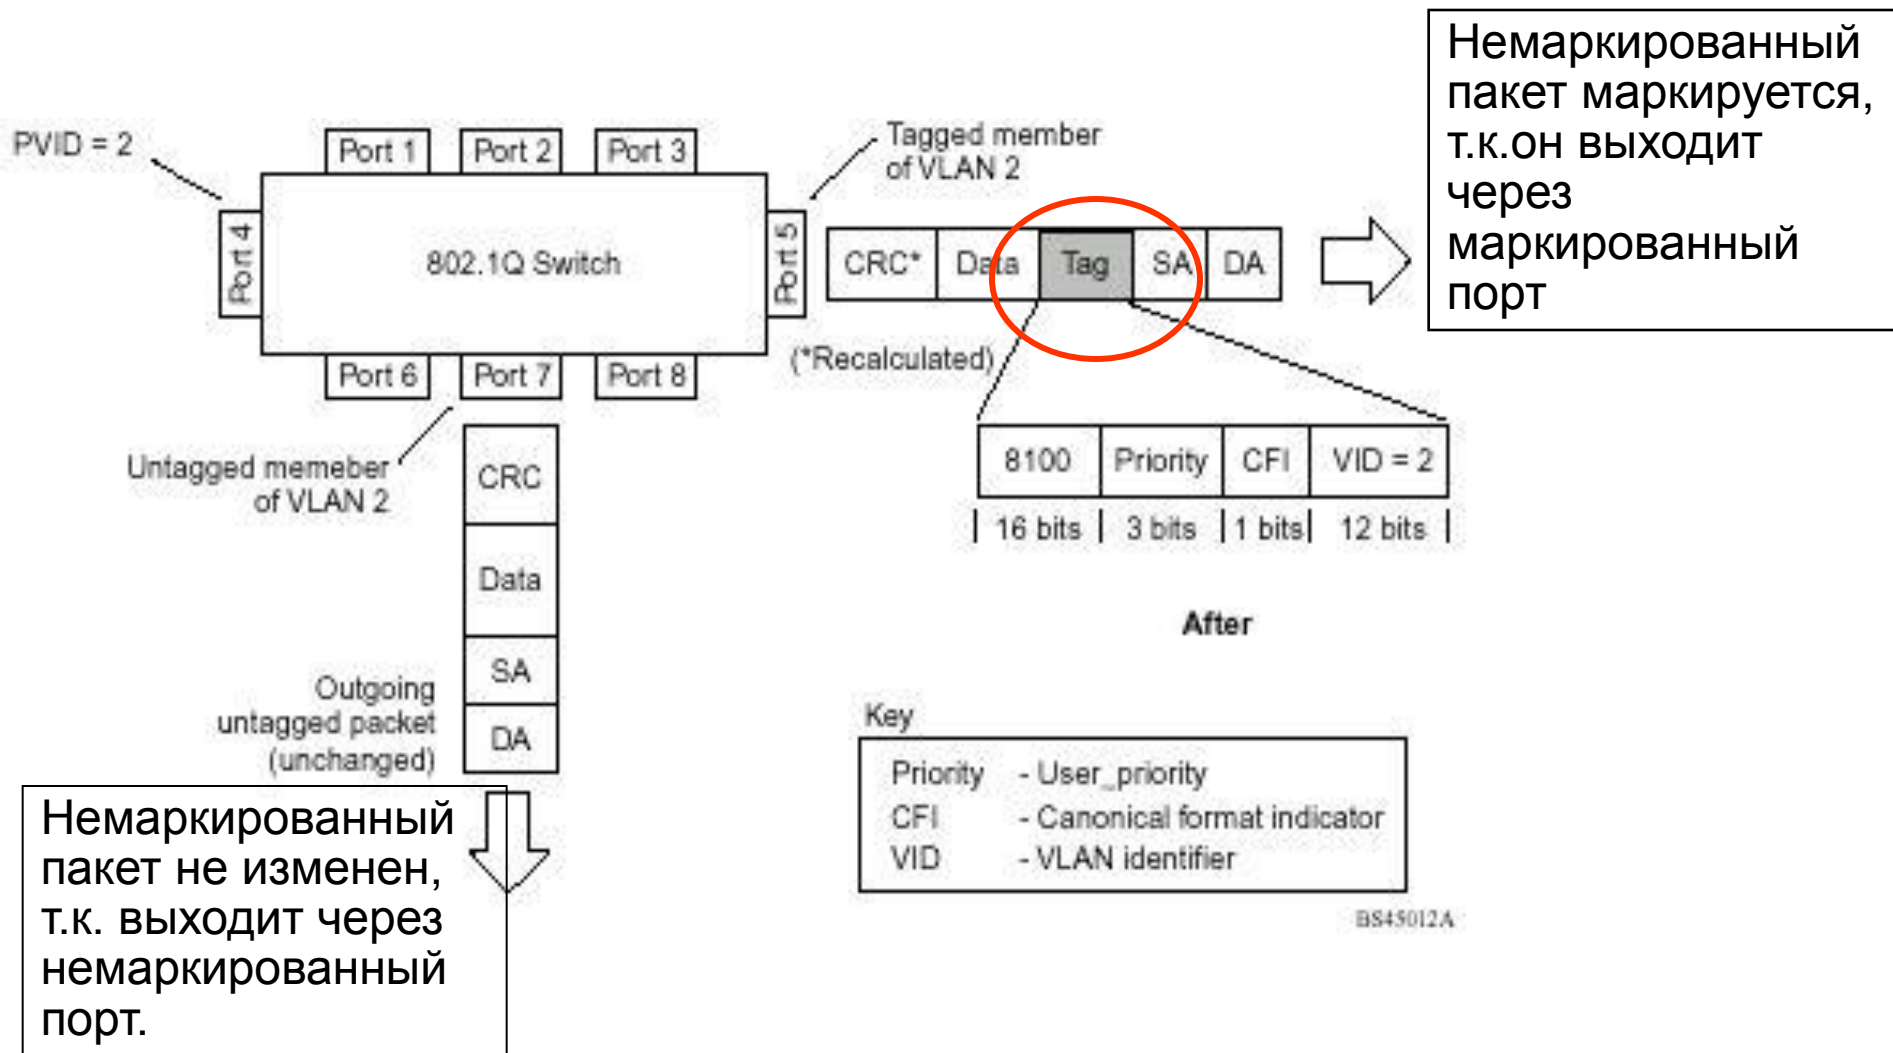 Немаркированный
пакет маркируется,
т.к.он выходит
через
маркированный
порт
PVID = 2
Port 1 Port 2 Port 3
Tagged member
of VLAN 2
Port 4
802.1Q Switch
Port 5
CRC* Data Tag SA DA
(*Recalculated)
Port 6 Port 7 Port 8
8100 Priority CFI VID = 2
16 bits 3 bits 1 bits 12 bits
Untagged memeber
of VLAN 2
CRC
Data
SA
DA
After
Outgoing
untagged packet
(unchanged)
Key
Priority - User_priority
CFI - Canonical format indicator
VID - VLAN identifier
BS45012A
Немаркированный
пакет не изменен,
т.к. выходит через
немаркированный
порт.